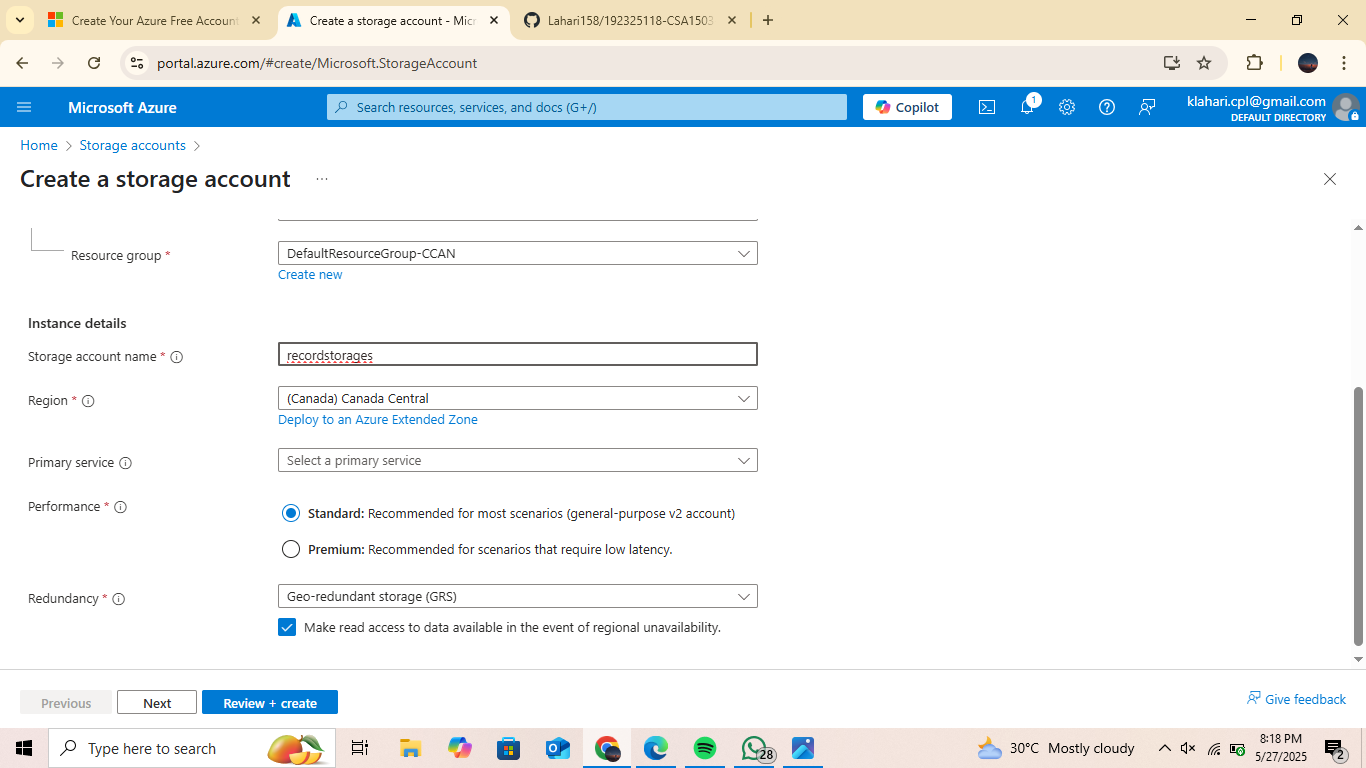 Create Your Azure Free Account
Create a storage account - Micr
Lahari158/192325118-CSA1503
portal.azure.com/#create/Microsoft.StorageAccount
Microsoft Azure
Search resources, services, and docs (G+/)
Copilot
1
klahari.cpl@gmail.com
DEFAULT DIRECTORY
Home
Storage accounts
Create a storage account
...
Resource group *
DefaultResourceGroup-CCAN
Create new
Instance details
Storage account name *
recordstorages
Region *
(Canada) Canada Central
Deploy to an Azure Extended Zone
Primary service
Select a primary service
Performance *
Standard: Recommended for most scenarios (general-purpose v2 account)
Premium: Recommended for scenarios that require low latency.
Redundancy *
Geo-redundant storage (GRS)
Make read access to data available in the event of regional unavailability.
Previous
Next
Review + create
Give feedback
Type here to search
28
30°C Mostly cloudy
8:18 PM
5/27/2025
2